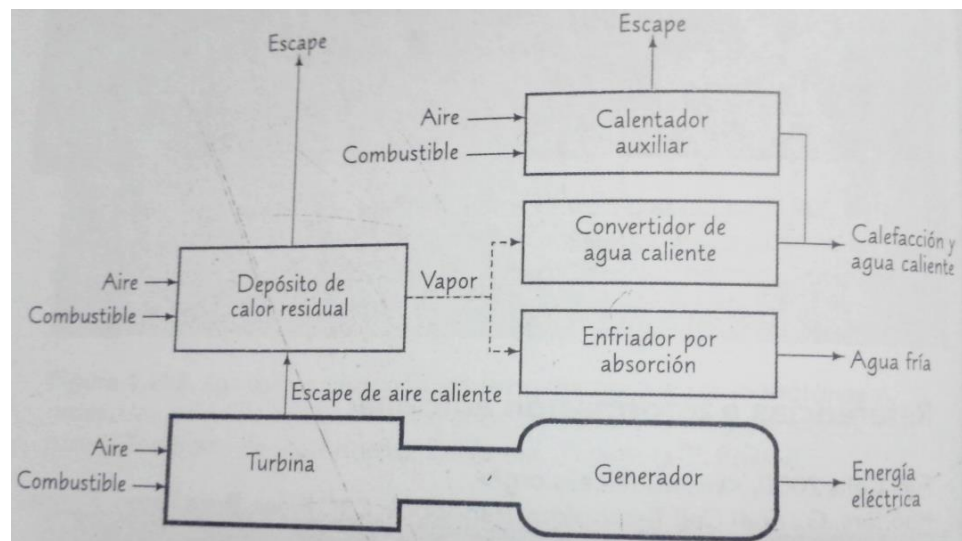 Escape
Escape
Aire
Combustible
Calentador
auxiliar
Convertidor de
agua caliente
Calefacción y
agua caliente
Aire
Combustible
Depósito de
calor residual
Vapor
Enfriador por
absorción
Agua fría
Escape de aire caliente
Aire
Combustible
Turbina
Generador
Energía
eléctrica